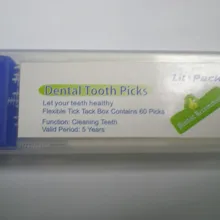 Dental Tooth Picks
Let your teeth healthy
Flexible Tick Tack Box Contains 60 Picks
Function: Cleaning Teeth
Valid Period: 5 Years